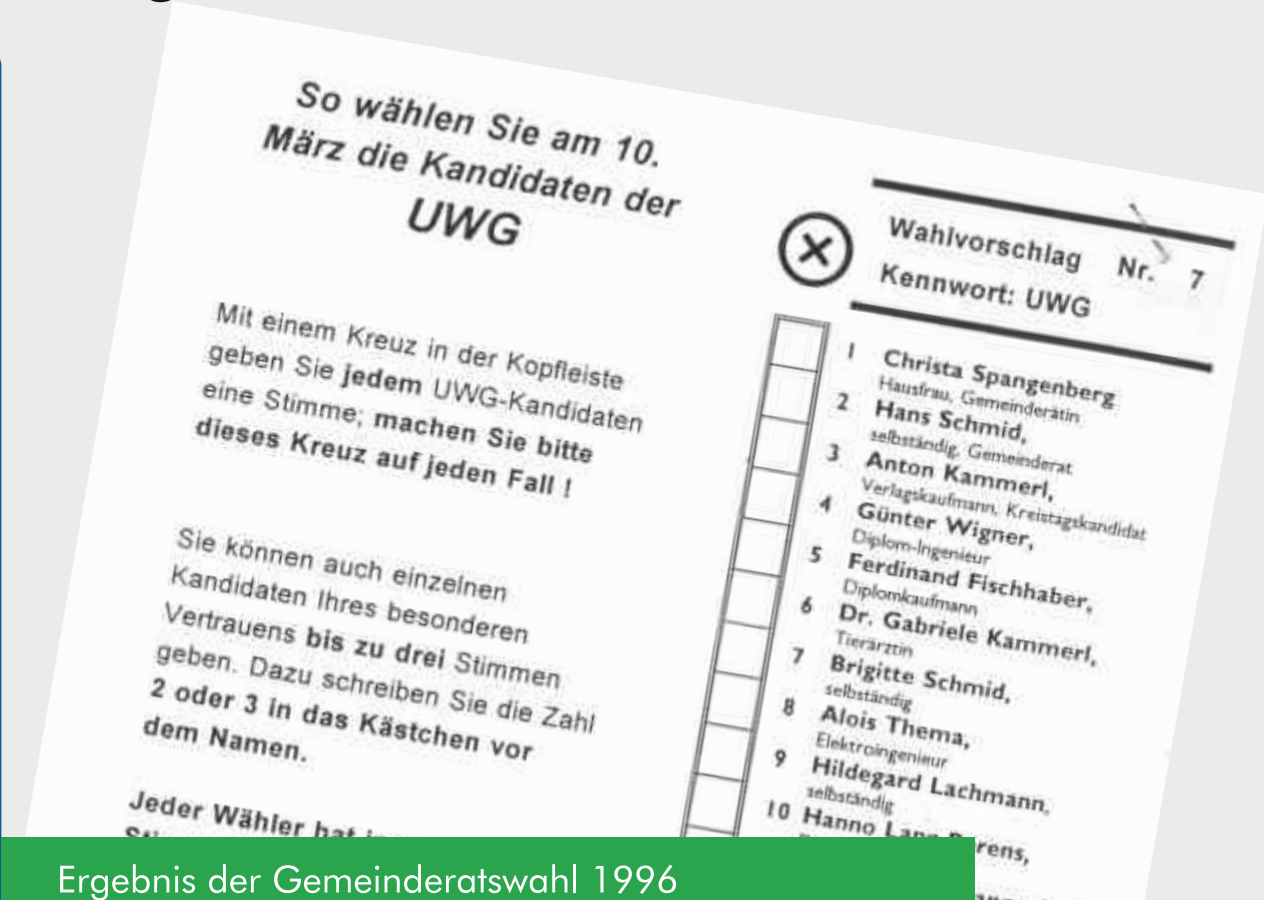 So wählen Sie am 10.
März die Kandidaten der
UWG
Mit einem Kreuz in der Kopfleiste
geben Sie jedem UWG-Kandidaten
eine Stimme; machen Sie bitte
dieses Kreuz auf jeden Fall !
Sie können auch einzelnen
Kandidaten Ihres besonderen
Vertrauens bis zu drei Stimmen
geben. Dazu schreiben Sie die Zahl
2 oder 3 in das Kästchen vor
dem Namen.
Jeder Wähler hat
Wahlvorschlag Nr. 7
Kennwort: UWG
1 Christa Spangenberg
Hausfrau, Gemeinderätin
2 Hans Schmid,
selbständig, Gemeinderat
3 Anton Kammerl,
Verlagskaufmann, Kreistagskandidat
4 Günter Wigner,
Diplom-Ingenieur
5 Ferdinand Fischhaber,
Diplomkaufmann
6 Dr. Gabriele Kammerl,
Tierärztin
7 Brigitte Schmid,
selbständig
8 Alois Thema,
Elektroingenieur
9 Hildegard Lachmann,
selbständig
10 Hanno
Ergebnis der Gemeinderatswahl 1996